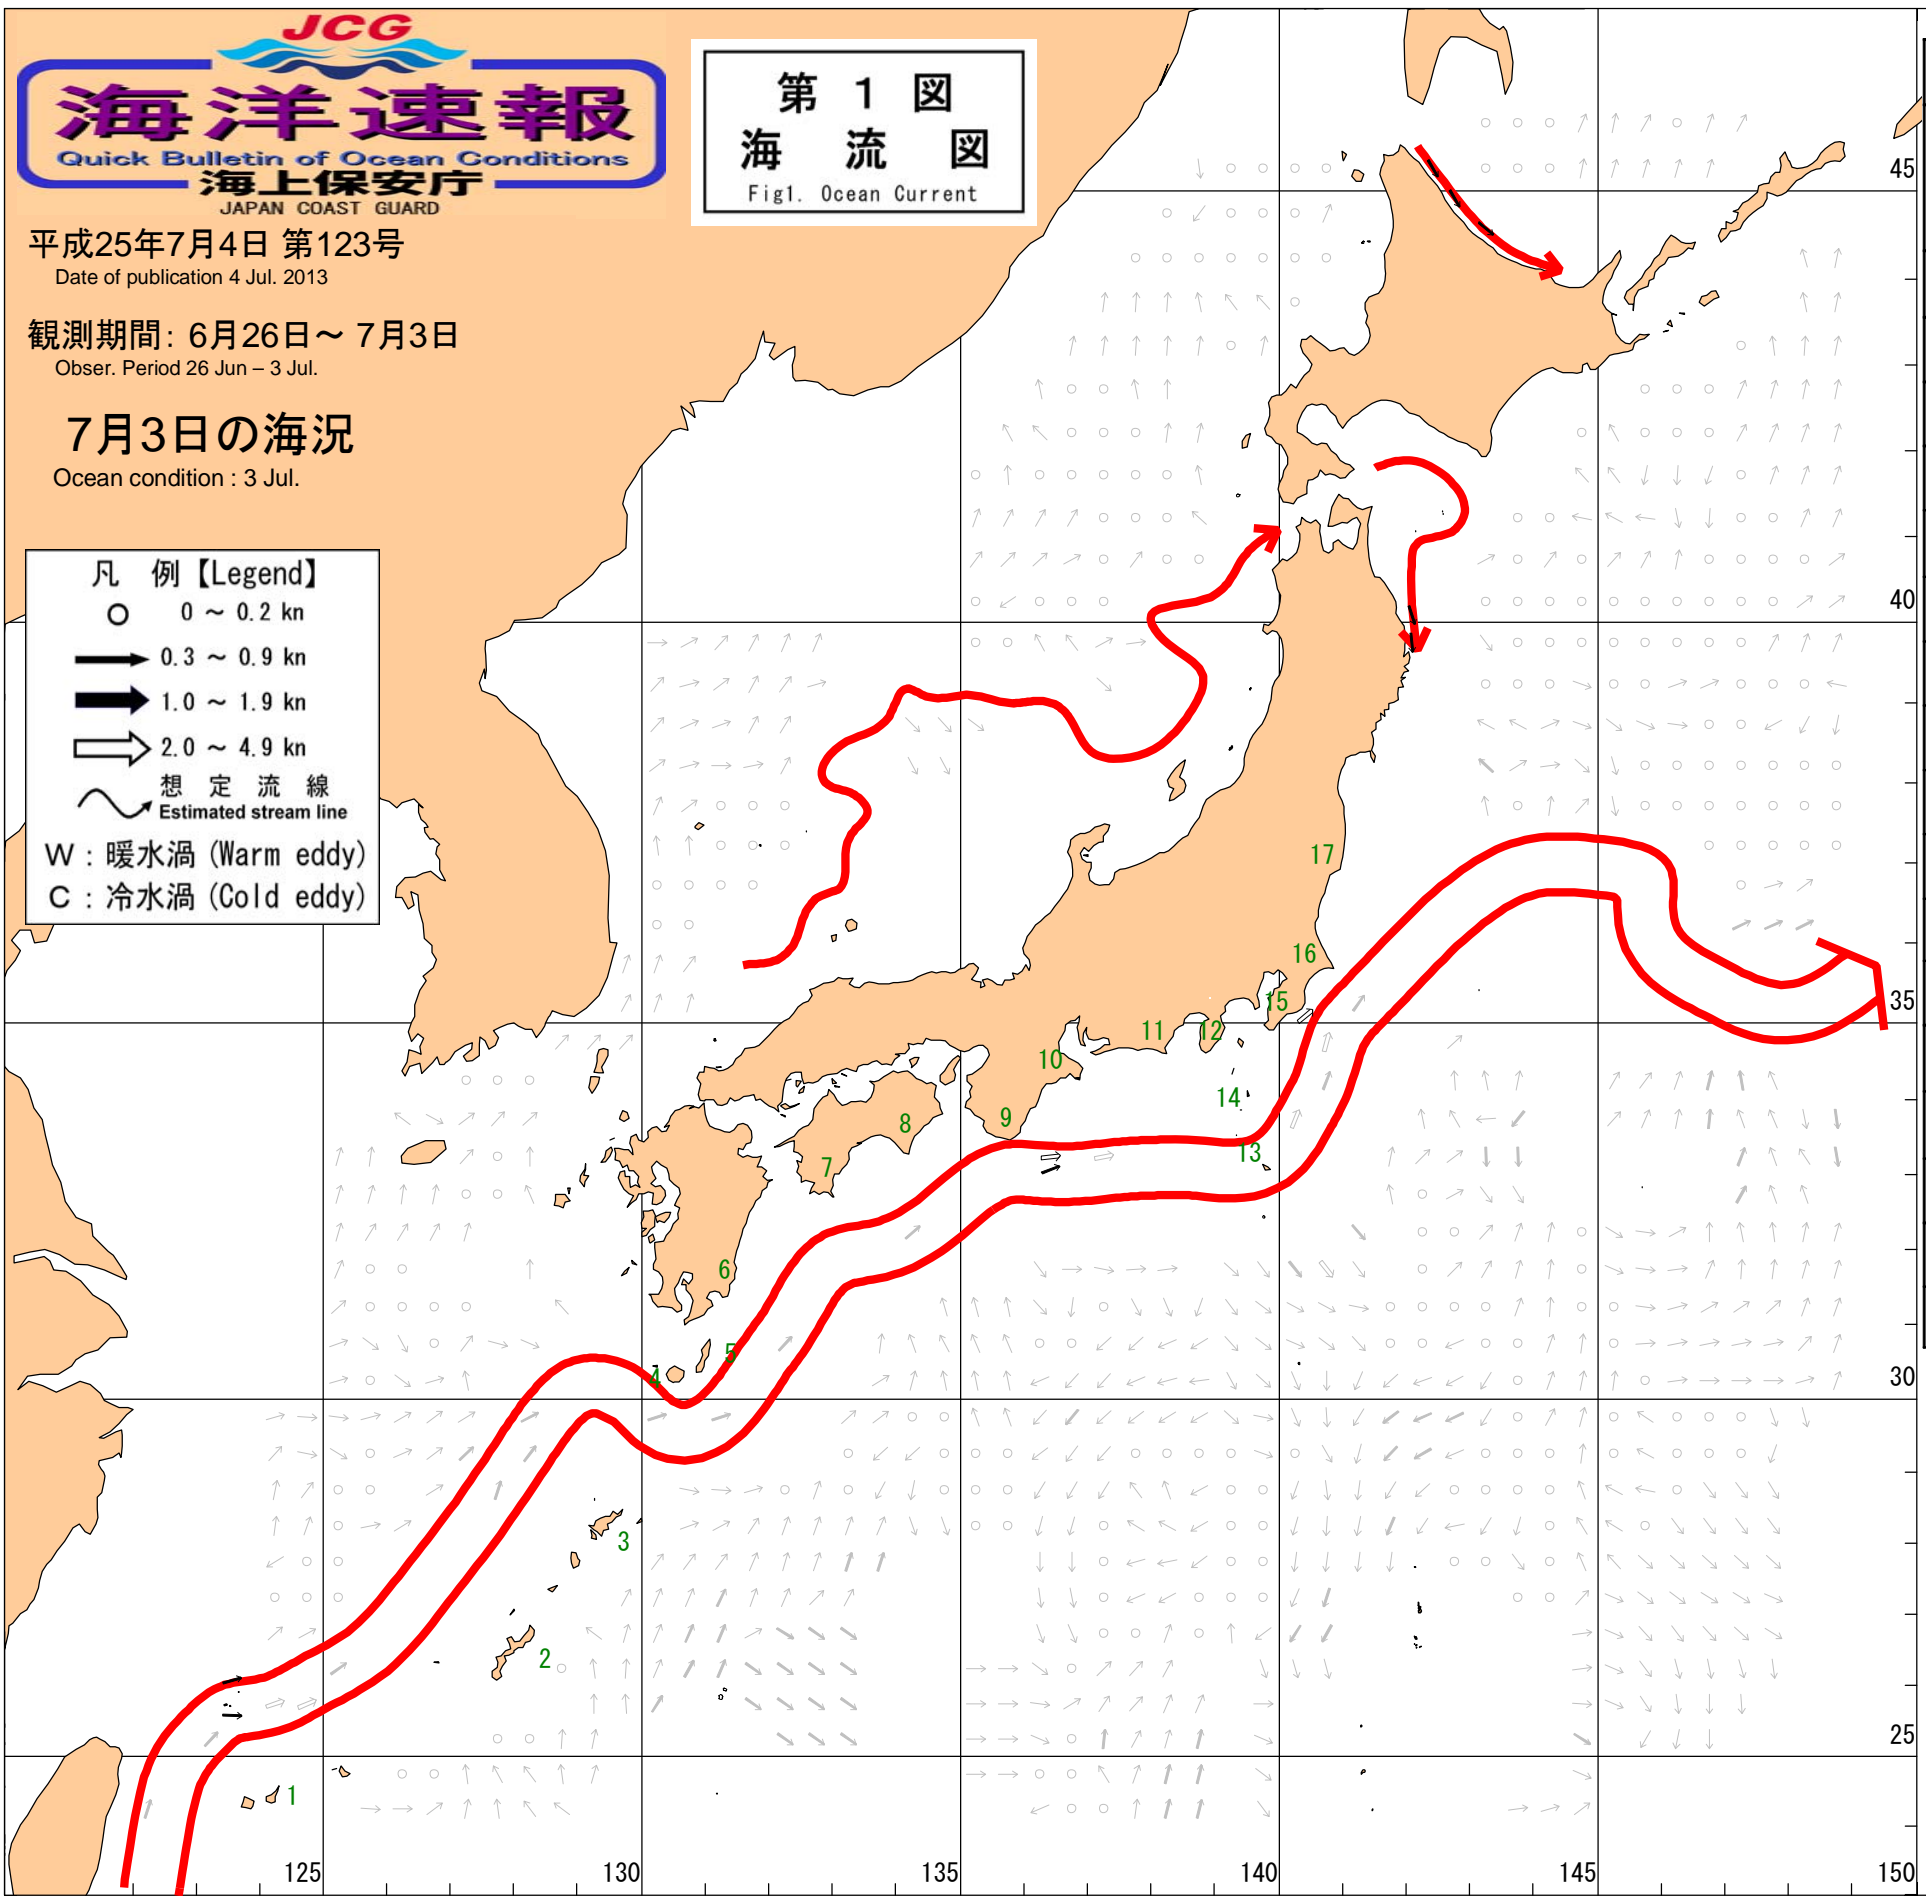 JCG
海洋速報
Quick Bulletin of Ocean Conditions
海上保安庁
JAPAN COAST GUARD
第 1 図
海 流 図
Fig1. Ocean Current
平成25年7月4日 第123号
Date of publication 4 Jul. 2013
観測期間: 6月26日～ 7月3日
Obser. Period 26 Jun – 3 Jul.
7月3日の海況
Ocean condition : 3 Jul.
凡 例【Legend】
0 ～ 0.2 kn
0.3 ～ 0.9 kn
1.0 ～ 1.9 kn
2.0 ～ 4.9 kn
想 定 流 線
Estimated stream line
W : 暖水渦 (Warm eddy)
C : 冷水渦 (Cold eddy)
45
40
35
30
25
17
16
15
12
11
10
14
13
9
8
7
6
5
4
3
2
1
125
130
135
140
145
150